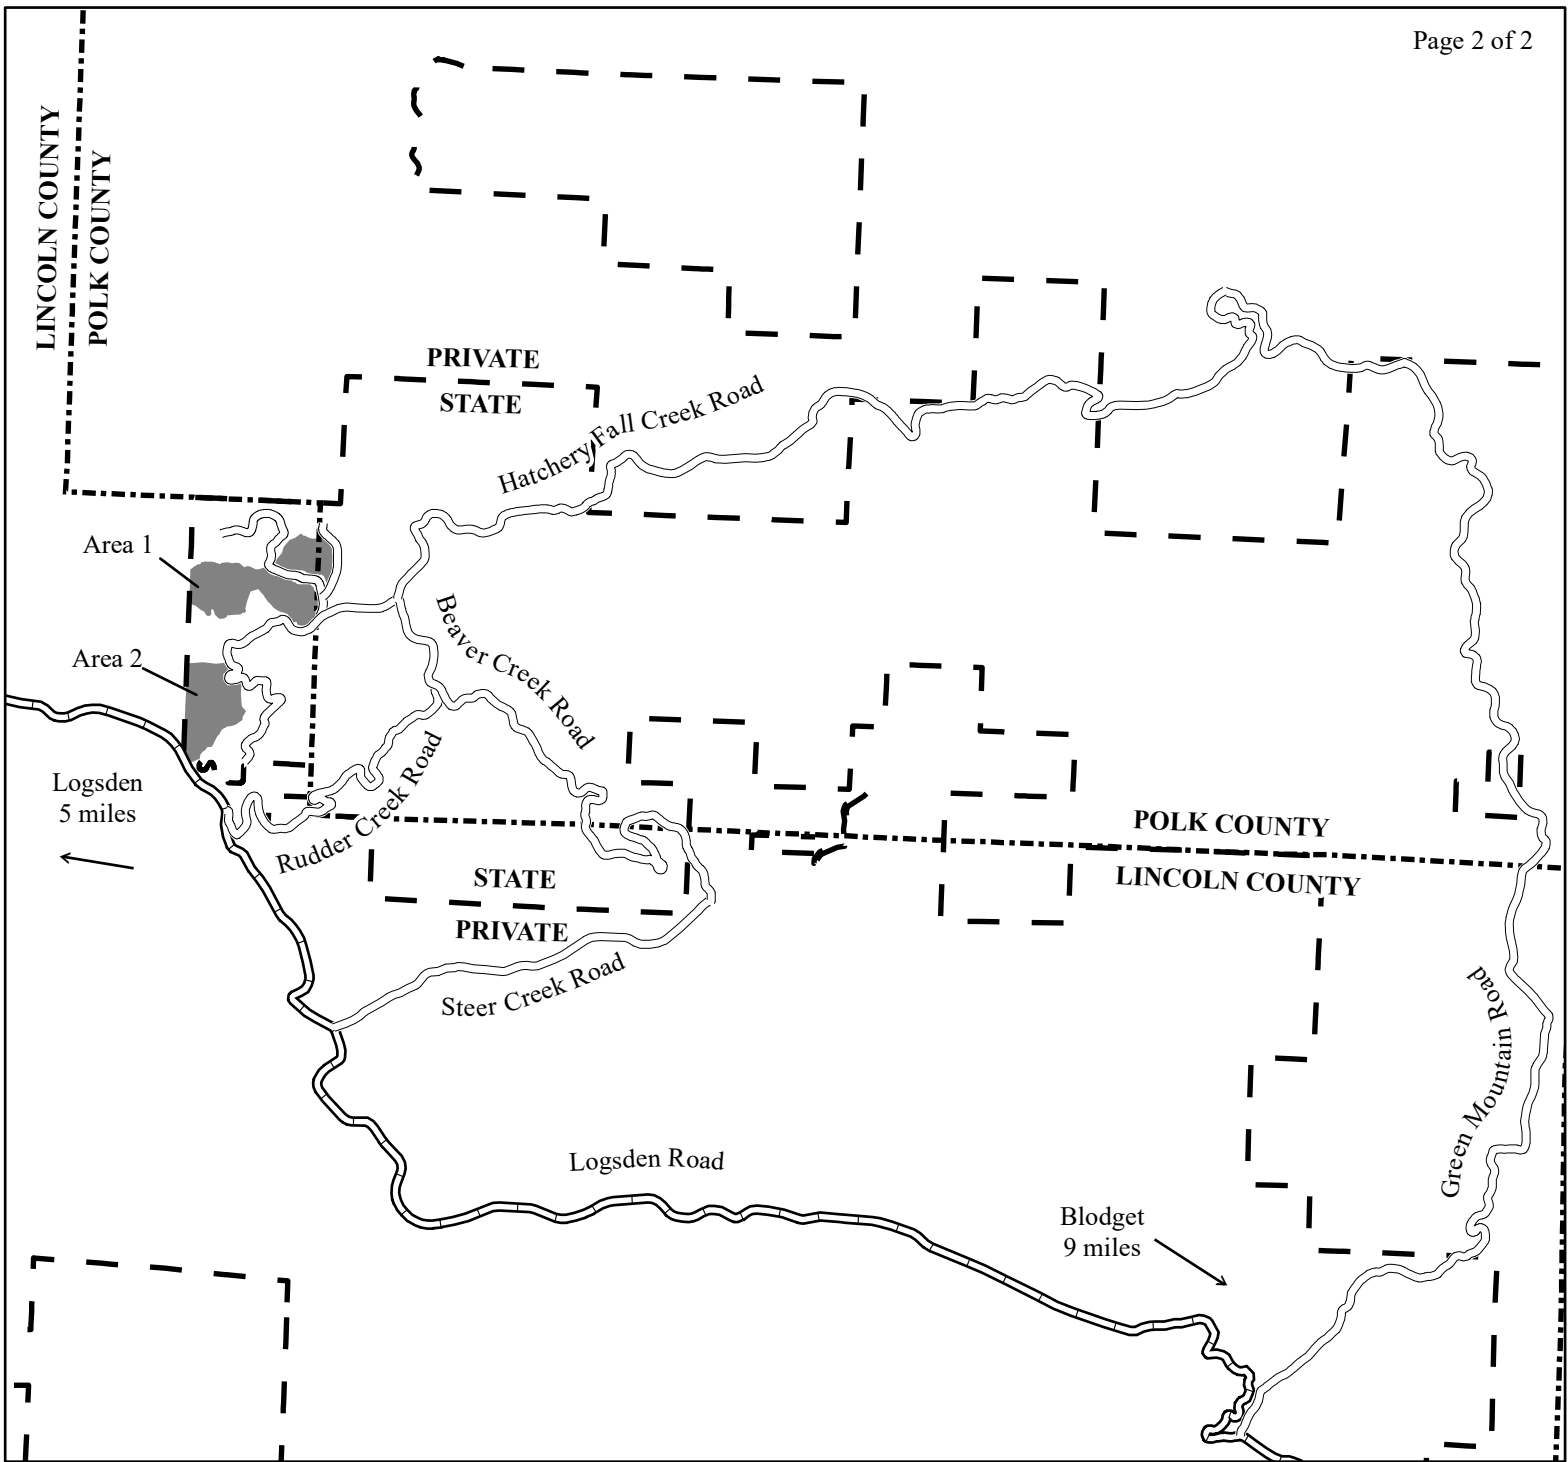 Page 2 of 2
LINCOLN COUNTY
POLK COUNTY
PRIVATE
STATE
Hatchery Fall Creek Road
Area 1
Beaver Creek Road
Area 2
Logsden
5 miles
Rudder Creek Road
POLK COUNTY
LINCOLN COUNTY
STATE
PRIVATE
Steer Creek Road
Green Mountain Road
Logsden Road
Blodget
9 miles